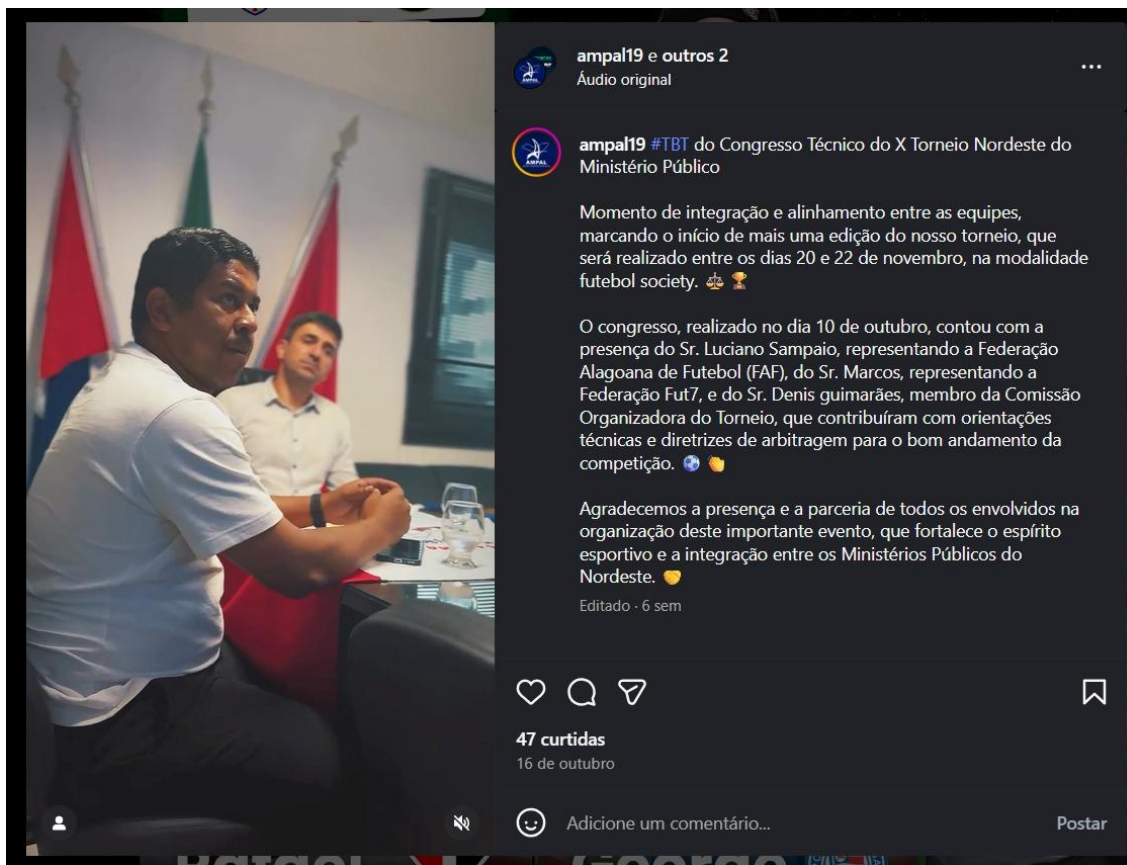 ampal19 e outros 2
Áudio original
ampal19 #TBT do Congresso Técnico do X Torneio Nordeste do
Ministério Público
Momento de integração e alinhamento entre as equipes,
marcando o início de mais uma edição do nosso torneio, que
será realizado entre os dias 20 e 22 de novembro, na modalidade
futebol society. ⚖️ 🏆
O congresso, realizado no dia 10 de outubro, contou com a
presença do Sr. Luciano Sampaio, representando a Federação
Alagoana de Futebol (FAF), do Sr. Marcos, representando a
Federação Fut7, e do Sr. Denis guimarães, membro da Comissão
Organizadora do Torneio, que contribuíram com orientações
técnicas e diretrizes de arbitragem para o bom andamento da
competição. ⚽ 👏
Agradecemos a presença e a parceria de todos os envolvidos na
organização deste importante evento, que fortalece o espírito
esportivo e a integração entre os Ministérios Públicos do
Nordeste. 🤝
Editado · 6 sem
47 curtidas
16 de outubro
Adicione um comentário...
Postar